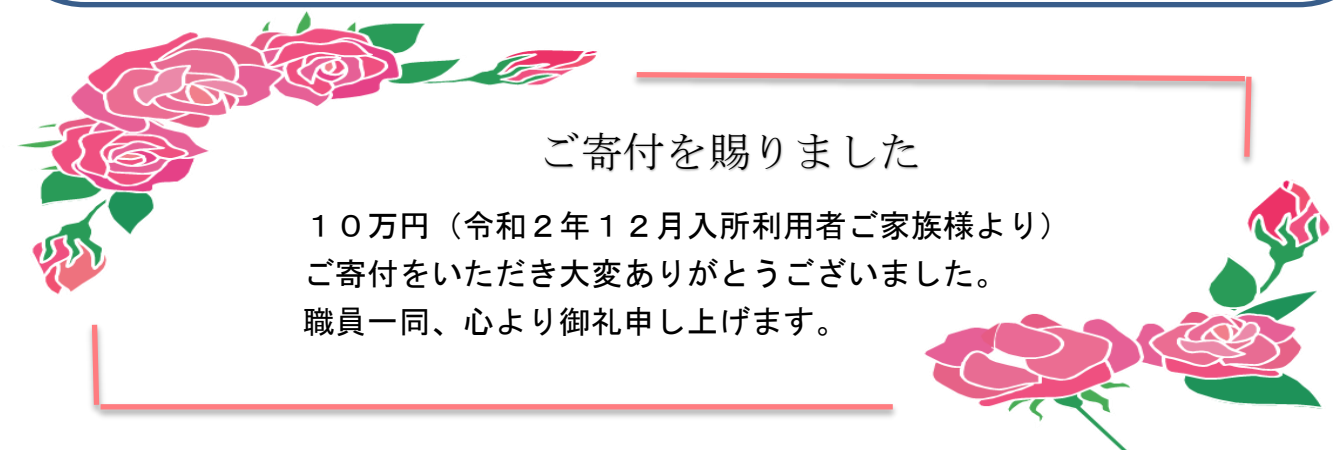 ご寄付を賜りました
１０万円（令和２年１２月入所利用者ご家族様より）
ご寄付をいただき大変ありがとうございました。
職員一同、心より御礼申し上げます。